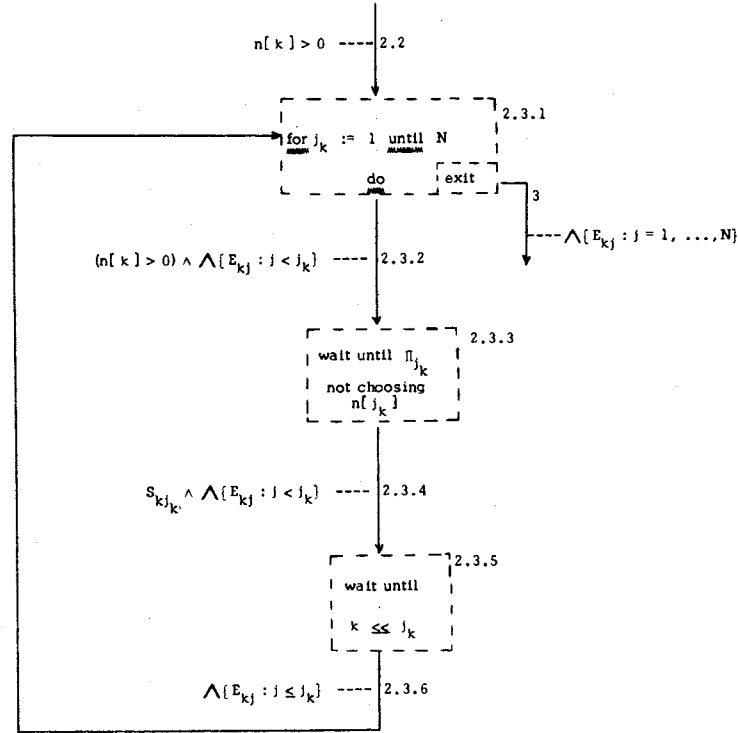 n[k] > 0 ---- 2.2
2.3.1
for j_k := 1 until N
do
exit
3
---- ⋀{E_kj : j = 1, ...,N}
(n[k] > 0) ∧ ⋀{E_kj : j < j_k} ---- 2.3.2
2.3.3
wait until Π_j_k
not choosing
n[j_k]
S_kj_k ∧ ⋀{E_kj : j < j_k} ---- 2.3.4
2.3.5
wait until
k ≪= j_k
⋀{E_kj : j ≤ j_k} ---- 2.3.6